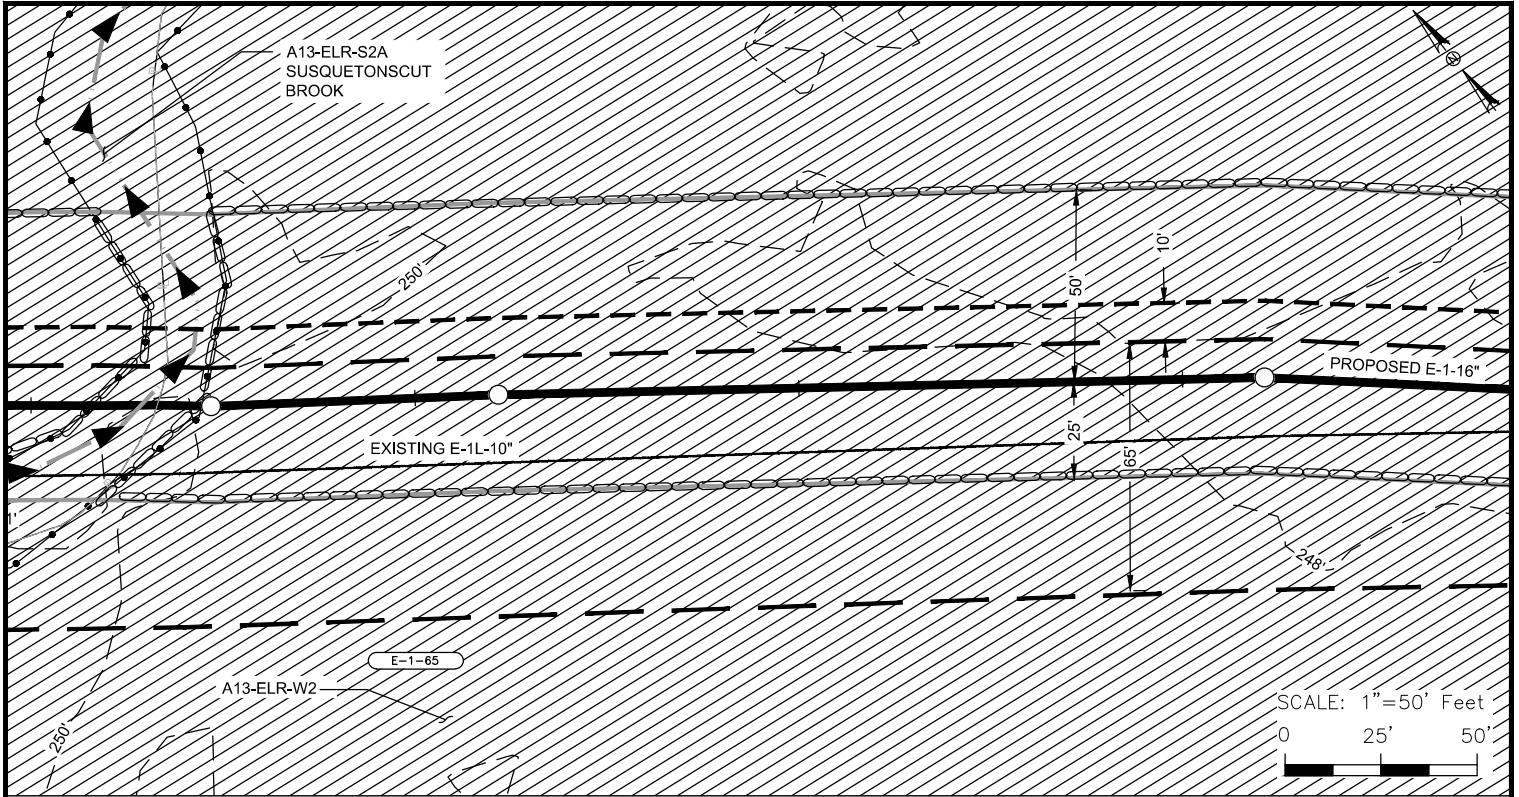 A13-ELR-S2A
SUSQUETONSCUT
BROOK
N
250'
50'
10'
PROPOSED E-1-16"
EXISTING E-1L-10"
25'
65'
1'
248'
E-1-65
A13-ELR-W2
250'
SCALE: 1"=50' Feet
0 25' 50'